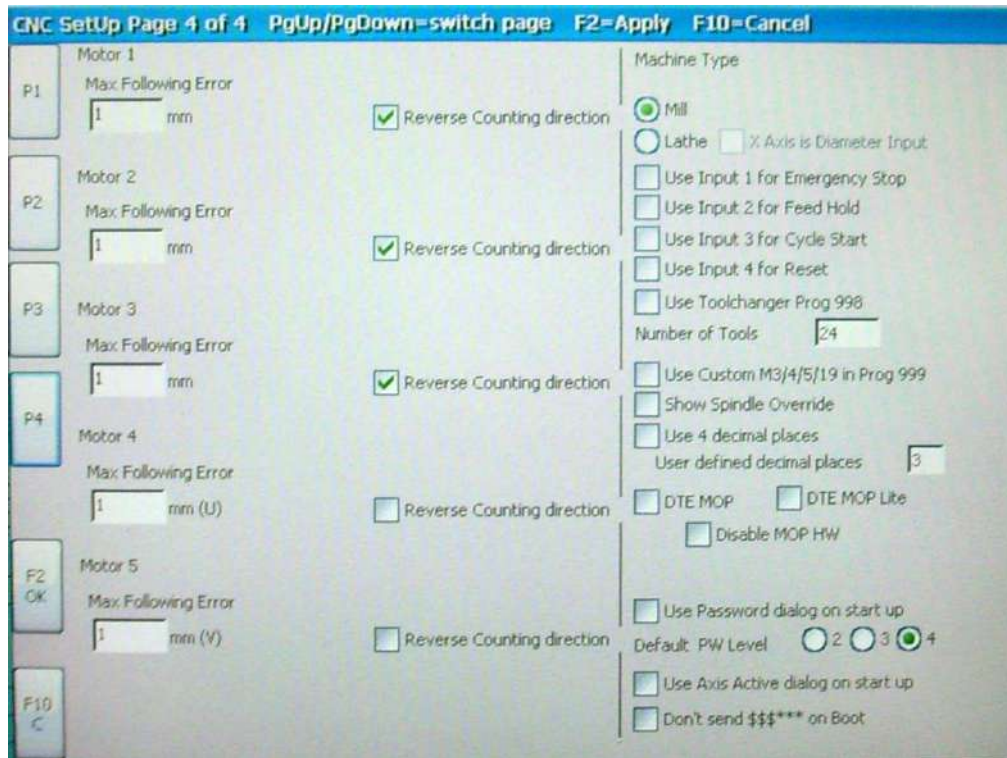 CNC SetUp Page 4 of 4 PgUp/PgDown=switch page F2=Apply F10=Cancel
P1
P2
P3
P4
F2
OK
F10
C
Motor 1
Max Following Error
1 mm
Reverse Counting direction
Motor 2
Max Following Error
1 mm
Reverse Counting direction
Motor 3
Max Following Error
1 mm
Reverse Counting direction
Motor 4
Max Following Error
1 mm (U)
Reverse Counting direction
Motor 5
Max Following Error
1 mm (V)
Reverse Counting direction
Machine Type
Mill
Lathe X Axis is Diameter Input
Use Input 1 for Emergency Stop
Use Input 2 for Feed Hold
Use Input 3 for Cycle Start
Use Input 4 for Reset
Use Toolchanger Prog 998
Number of Tools 24
Use Custom M3/4/5/19 in Prog 999
Show Spindle Override
Use 4 decimal places
User defined decimal places 3
DTE MOP DTE MOP Lite
Disable MOP HW
Use Password dialog on start up
Default PW Level 2 3 4
Use Axis Active dialog on start up
Don't send $$$*** on Boot